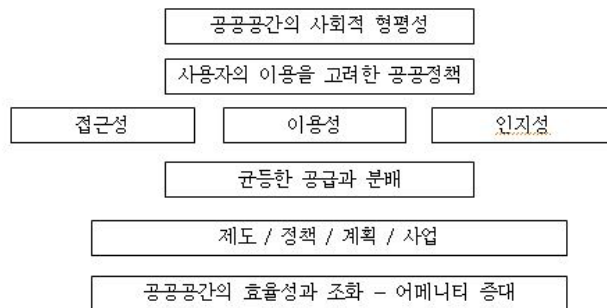 공공공간의 사회적 형평성
사용자의 이용을 고려한 공공정책
접근성 이용성 인지성
균등한 공급과 분배
제도 / 정책 / 계획 / 사업
공공공간의 효율성과 조화 – 어메니티 증대